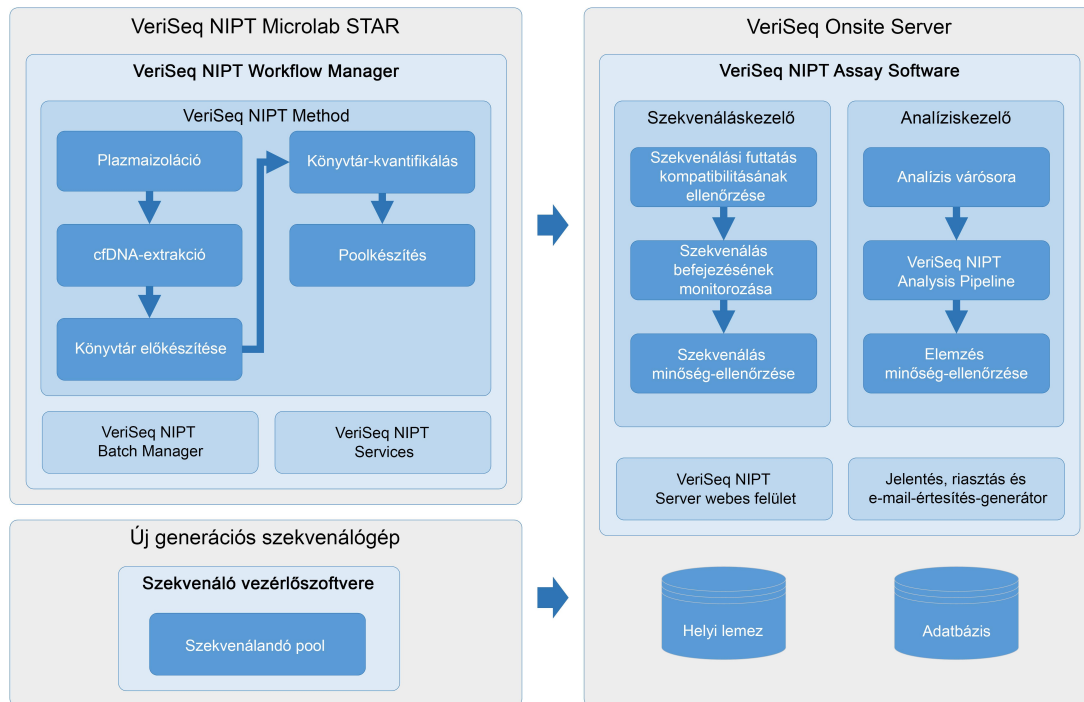 VeriSeq NIPT Microlab STAR
VeriSeq NIPT Workflow Manager
VeriSeq NIPT Method
Plazmaizoláció
cfDNA-extrakció
Könyvtár előkészítése
Könyvtár-kvantifikálás
Poolkészítés
VeriSeq NIPT
Batch Manager
VeriSeq NIPT
Services
Új generációs szekvenálógép
Szekvenáló vezérlőszoftvere
Szekvenálandó pool
VeriSeq Onsite Server
VeriSeq NIPT Assay Software
Szekvenáláskezelő
Szekvenálási futtatás
kompatibilitásának
ellenőrzése
Szekvenálás
befejezésének
monitorozása
Szekvenálás
minőség-ellenőrzése
Analíziskezelő
Analízis várósora
VeriSeq NIPT
Analysis Pipeline
Elemzés
minőség-ellenőrzése
VeriSeq NIPT
Server webes felület
Jelentés, riasztás és
e-mail-értesítés-generátor
Helyi lemez
Adatbázis